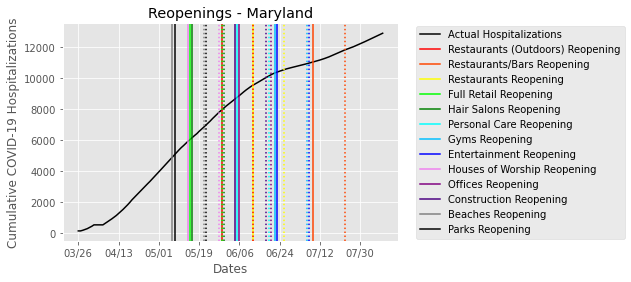 Reopenings - Maryland
Cumulative COVID-19 Hospitalizations
12000
10000
8000
6000
4000
2000
0
03/26 04/13 05/01 05/19 06/06 06/24 07/12 07/30
Dates
Actual Hospitalizations
Restaurants (Outdoors) Reopening
Restaurants/Bars Reopening
Restaurants Reopening
Full Retail Reopening
Hair Salons Reopening
Personal Care Reopening
Gyms Reopening
Entertainment Reopening
Houses of Worship Reopening
Offices Reopening
Construction Reopening
Beaches Reopening
Parks Reopening